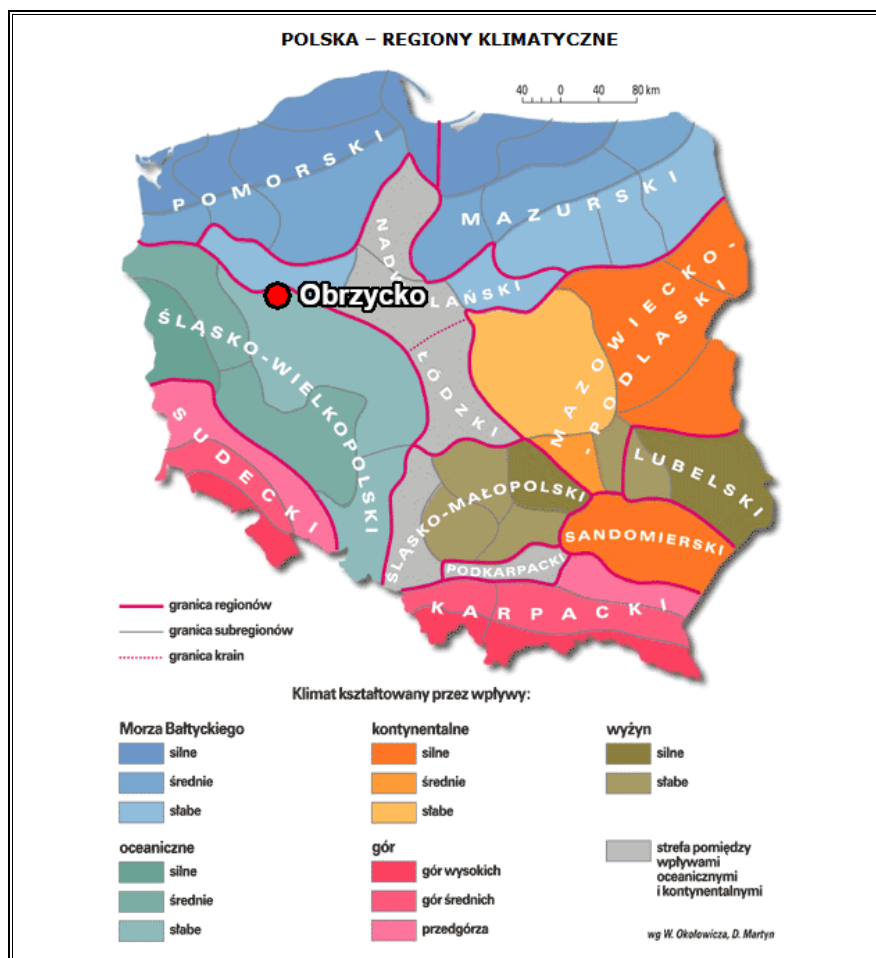 POLSKA – REGIONY KLIMATYCZNE
40 0 40 80 km
POMORSKI
MAZURSKI
NADWIŚLAŃSKI
Obrzycko
MAZOWIECKO-
-PODLASKI
ŚLĄSKO-WIELKOPOLSKI
ŁÓDZKI
SUDECKI
LUBELSKI
ŚLĄSKO-MAŁOPOLSKI
SANDOMIERSKI
PODKARPACKI
KARPACKI
granica regionów
granica subregionów
granica krain
Klimat kształtowany przez wpływy:
Morza Bałtyckiego
silne
średnie
słabe
kontynentalne
silne
średnie
słabe
wyżyn
silne
słabe
oceaniczne
silne
średnie
słabe
gór
gór wysokich
gór średnich
przedgórza
strefa pomiędzy
wpływami
oceanicznymi
i kontynentalnymi
wg W. Okołowicza, D. Martyn